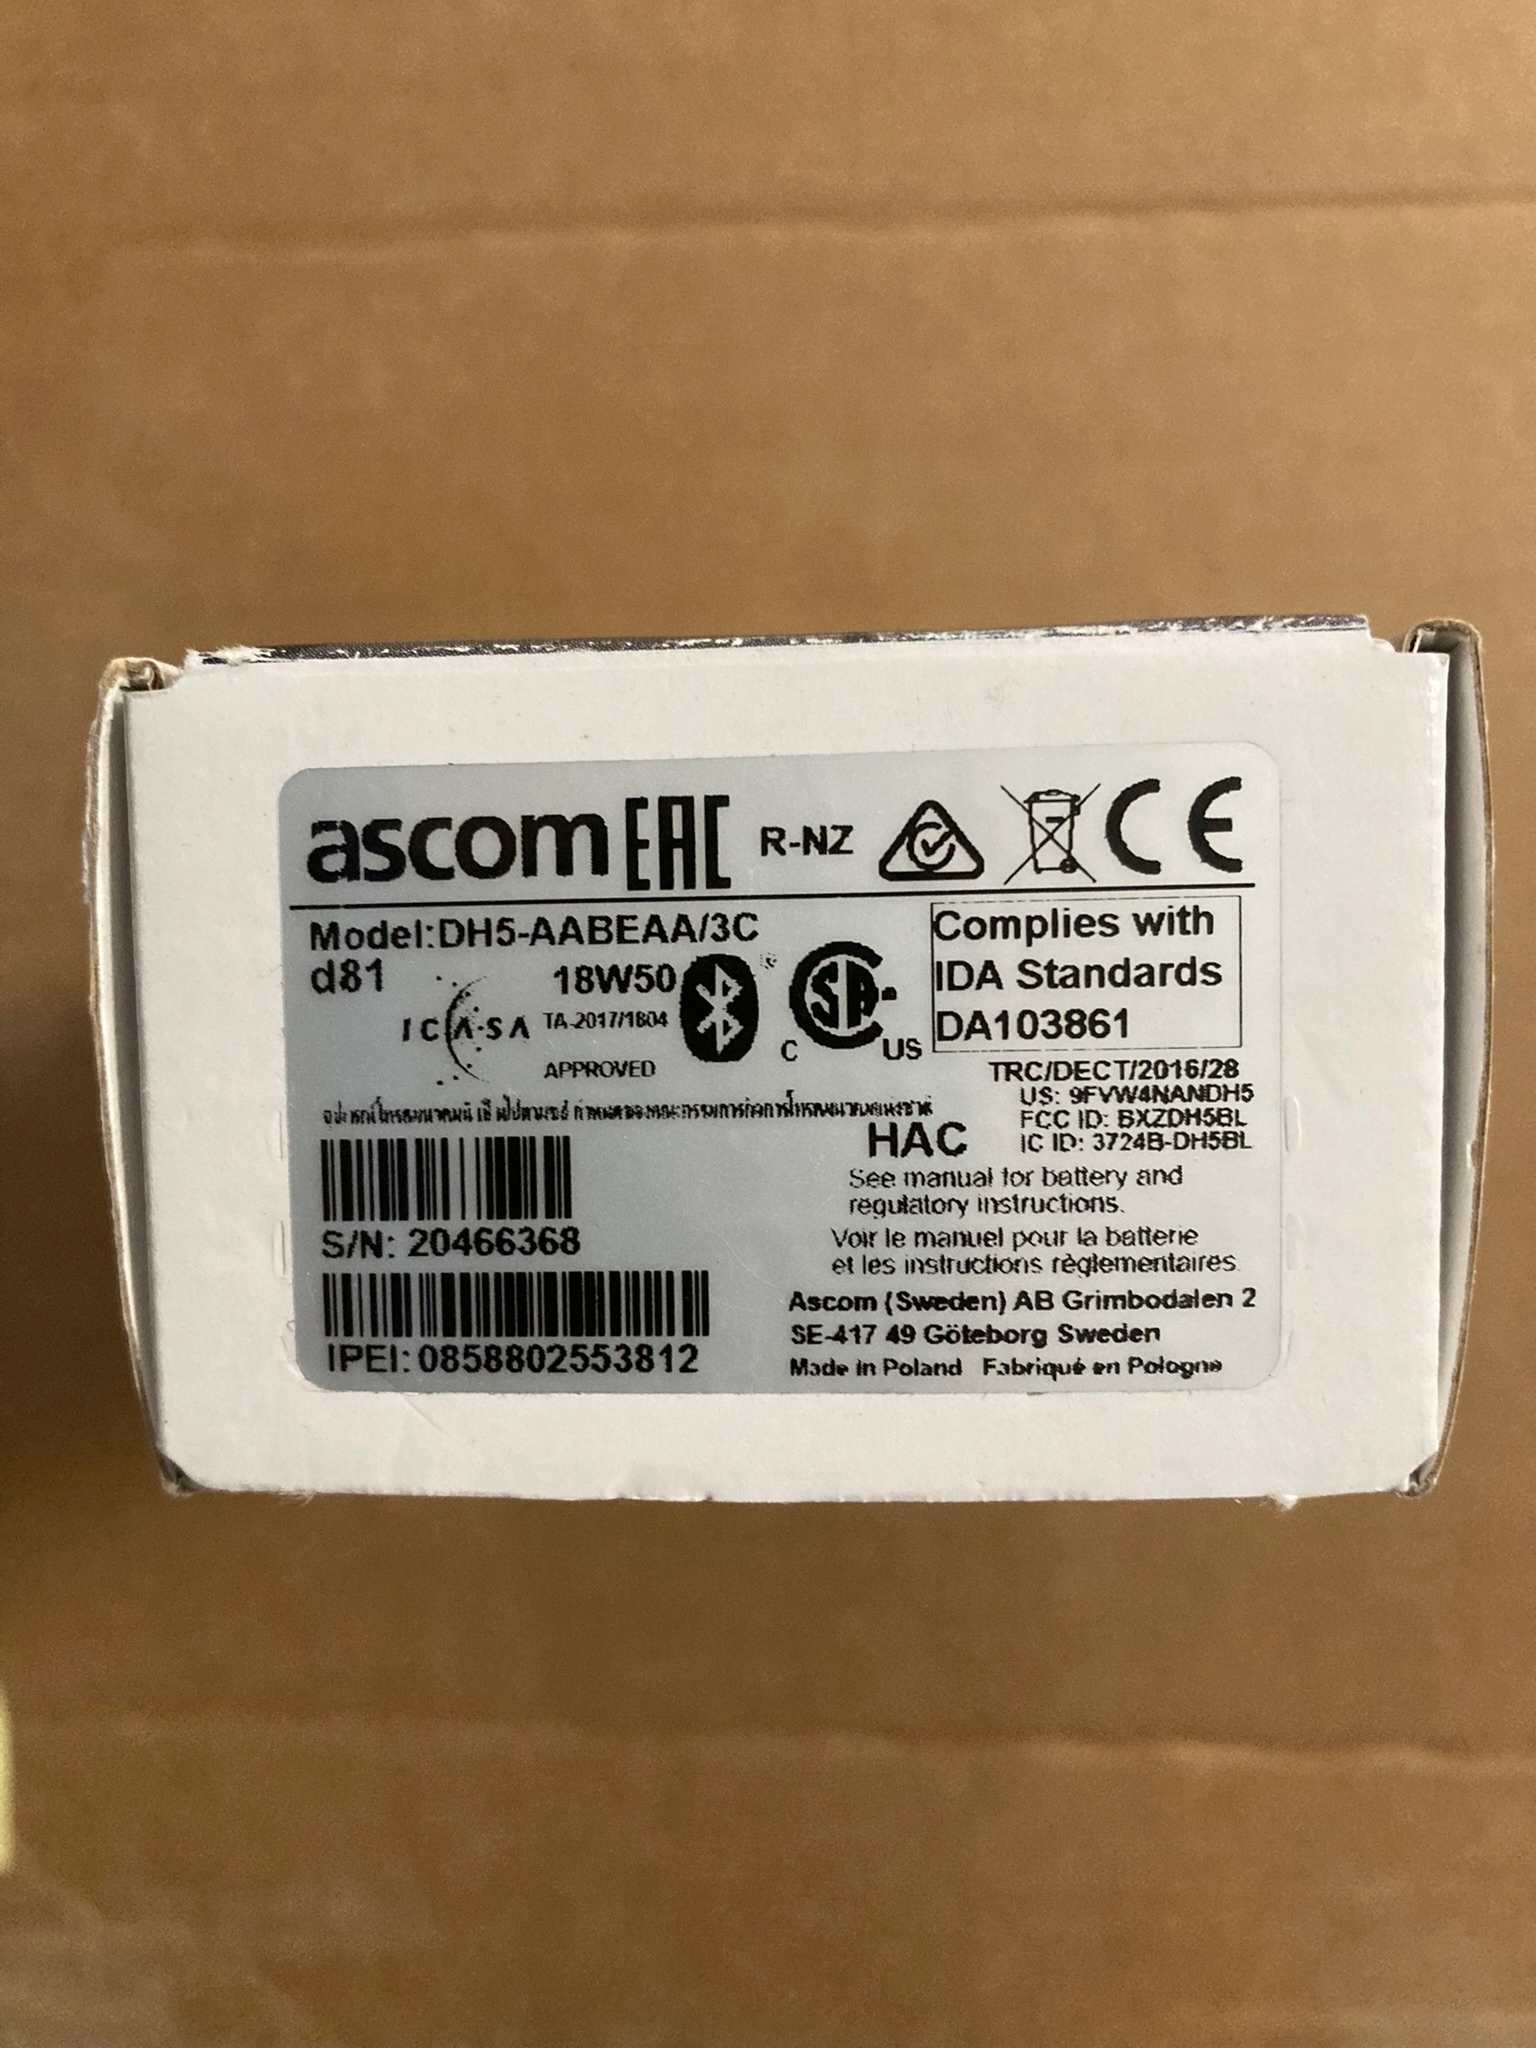 ascom EAC R-NZ CE
Model:DH5-AABEAA/3C
d81 18W50
Complies with
IDA Standards
DA103861
ICASA TA-2017/1804
APPROVED
C SA US
TRC/DECT/2016/28
US: 9FVW4NANDH5
FCC ID: BXZDH5BL
IC ID: 3724B-DH5BL
HAC
See manual for battery and
regulatory instructions.
S/N: 20466368
Voir le manuel pour la batterie
et les instructions règlementaires
Ascom (Sweden) AB Grimbodalen 2
SE-417 49 Göteborg Sweden
IPEI: 0858802553812
Made in Poland Fabriqué en Pologne